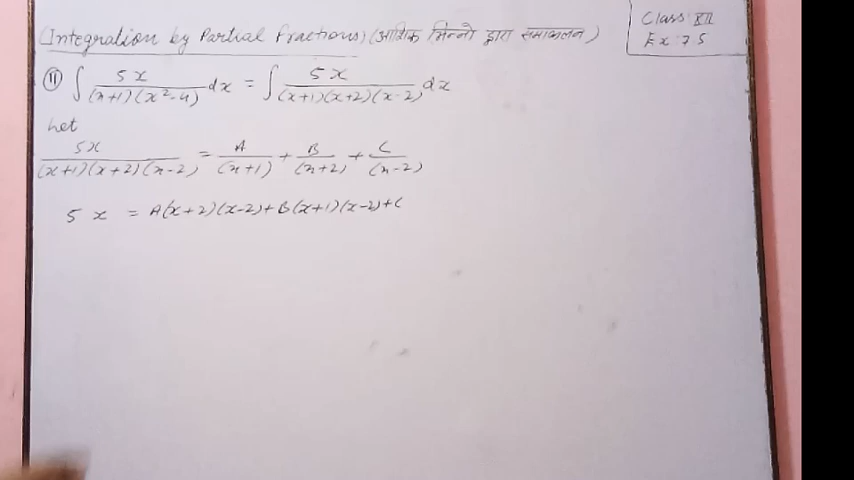 (Integration by Partial fractions) (आंशिक भिन्नों द्वारा समाकलन)
Class XII
Ex 7.5
(11) ∫ 5x/((x+1)(x²-4)) dx = ∫ 5x/((x+1)(x+2)(x-2)) dx
Let
5x/((x+1)(x+2)(x-2)) = A/(x+1) + B/(x+2) + C/(x-2)
5x = A(x+2)(x-2)+B(x+1)(x-2)+C